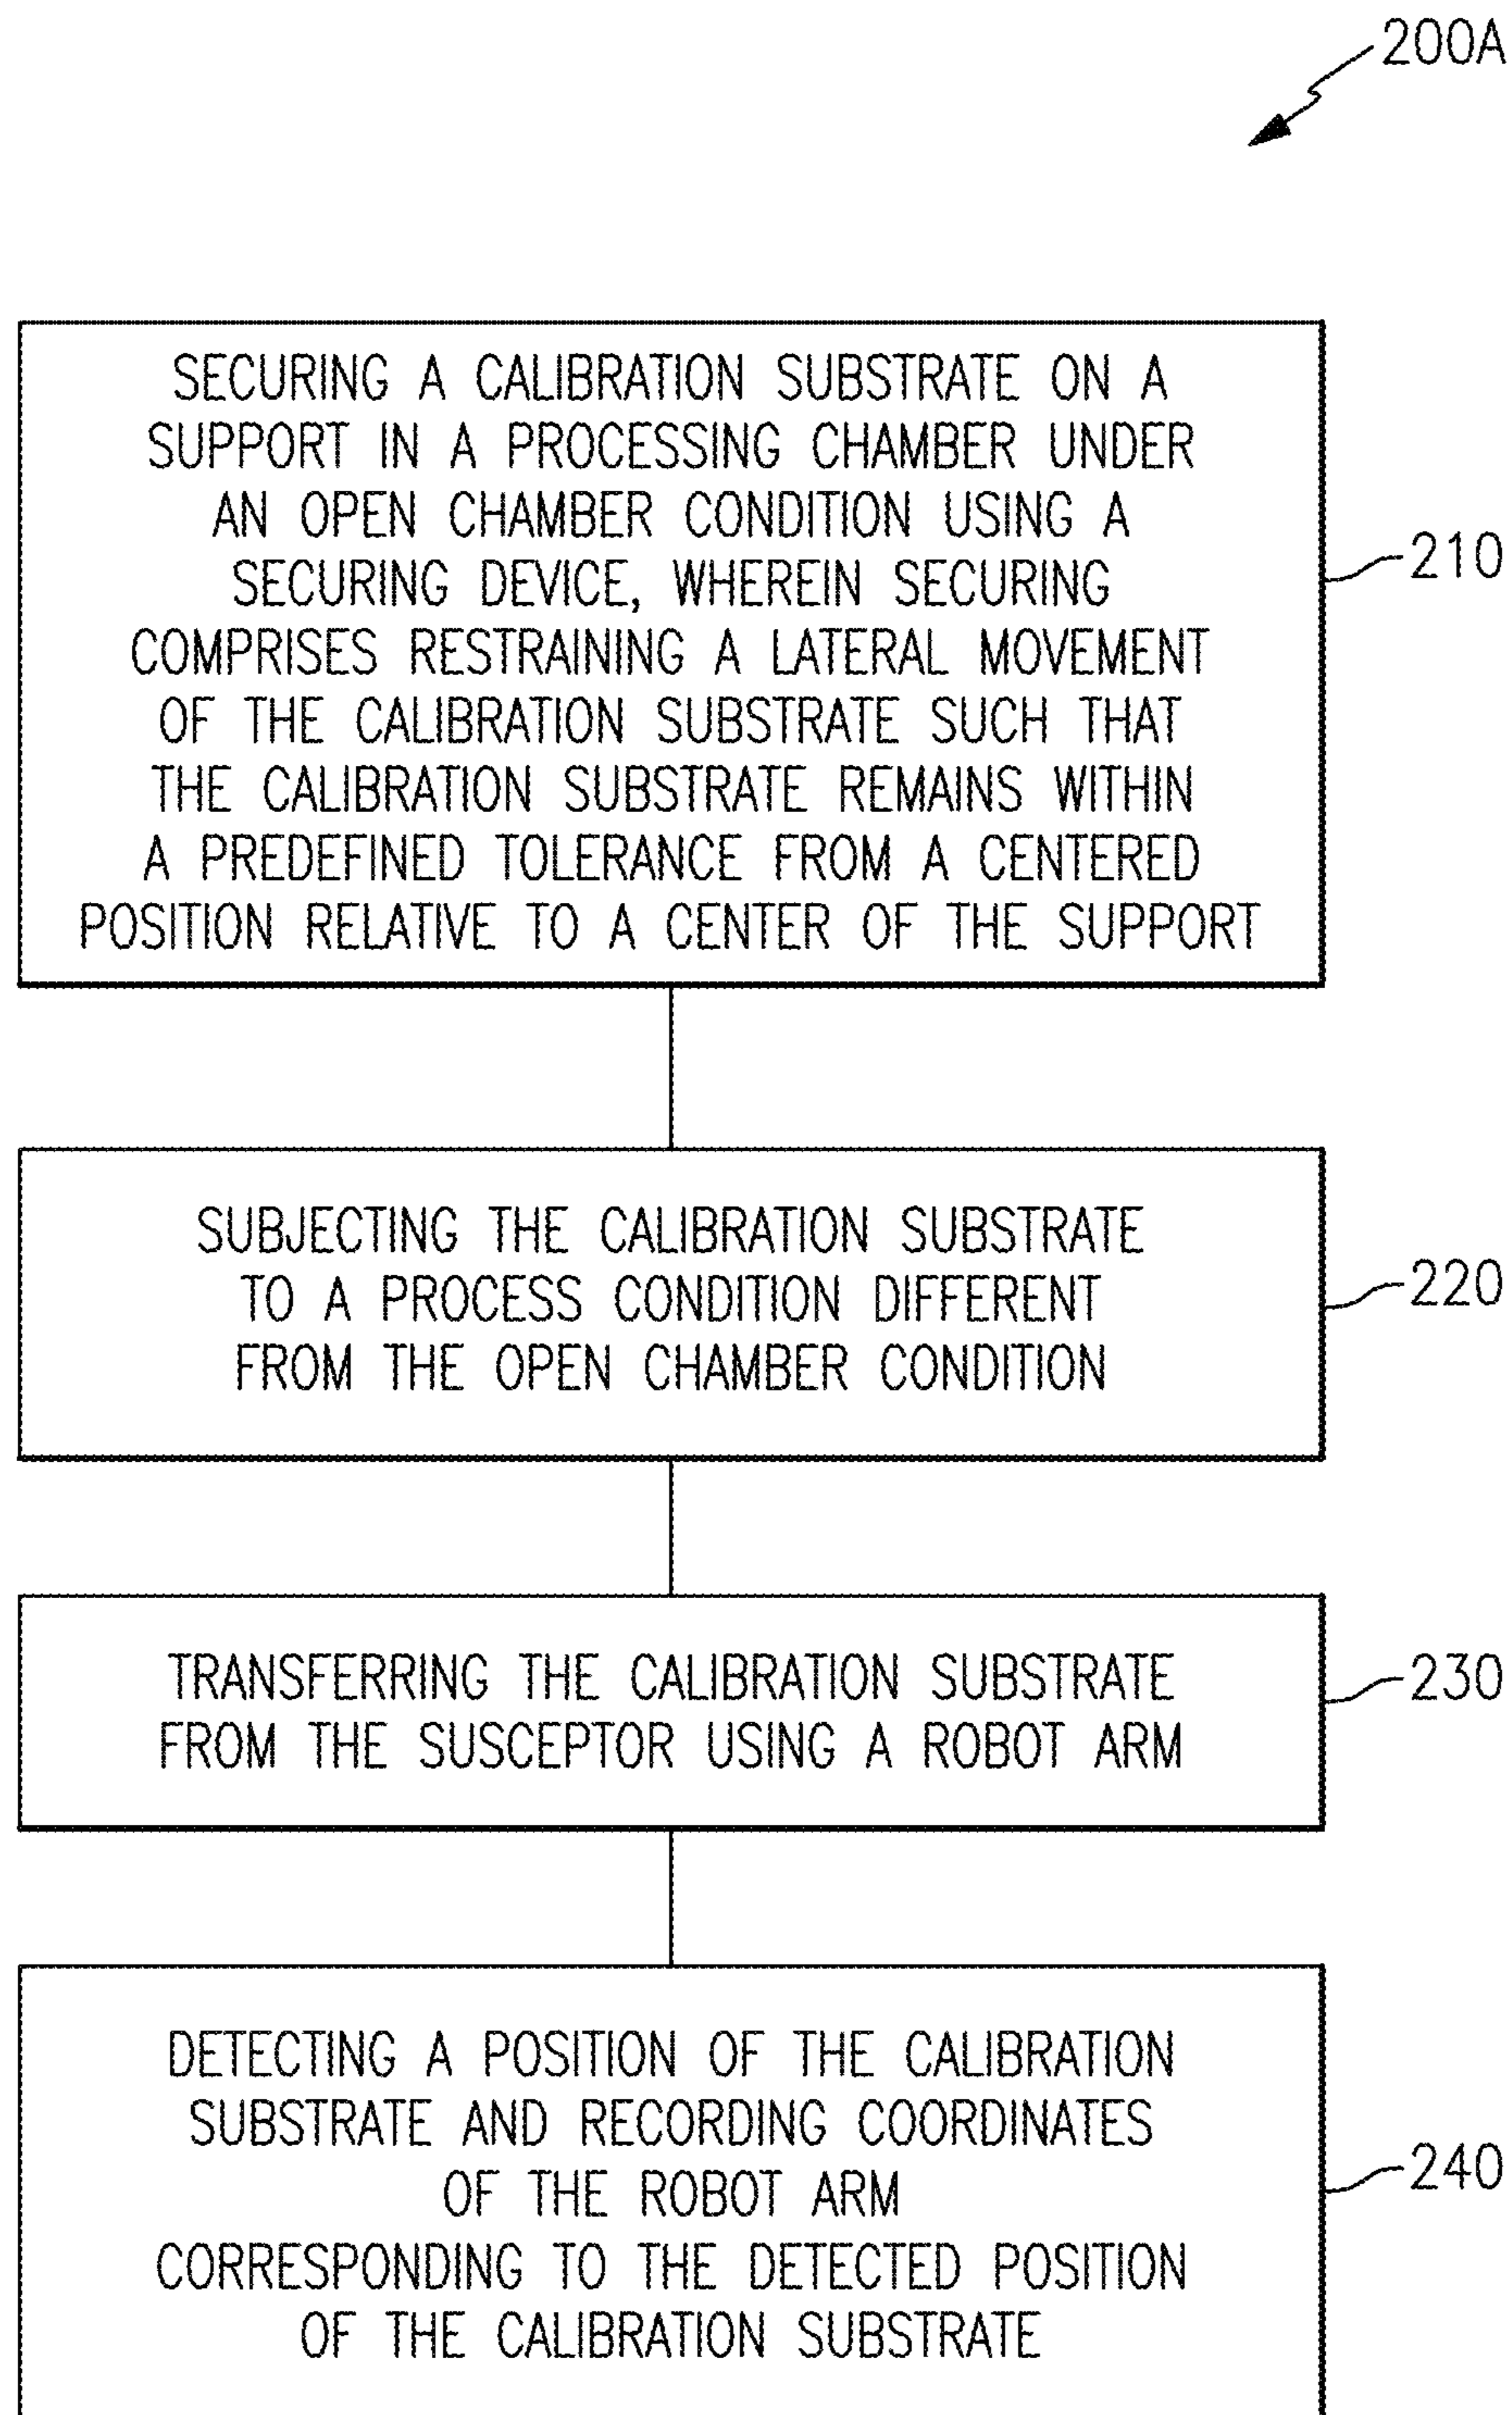 200A
SECURING A CALIBRATION SUBSTRATE ON A
SUPPORT IN A PROCESSING CHAMBER UNDER
AN OPEN CHAMBER CONDITION USING A
SECURING DEVICE, WHEREIN SECURING
COMPRISES RESTRAINING A LATERAL MOVEMENT
OF THE CALIBRATION SUBSTRATE SUCH THAT
THE CALIBRATION SUBSTRATE REMAINS WITHIN
A PREDEFINED TOLERANCE FROM A CENTERED
POSITION RELATIVE TO A CENTER OF THE SUPPORT
210
SUBJECTING THE CALIBRATION SUBSTRATE
TO A PROCESS CONDITION DIFFERENT
FROM THE OPEN CHAMBER CONDITION
220
TRANSFERRING THE CALIBRATION SUBSTRATE
FROM THE SUSCEPTOR USING A ROBOT ARM
230
DETECTING A POSITION OF THE CALIBRATION
SUBSTRATE AND RECORDING COORDINATES
OF THE ROBOT ARM
CORRESPONDING TO THE DETECTED POSITION
OF THE CALIBRATION SUBSTRATE
240